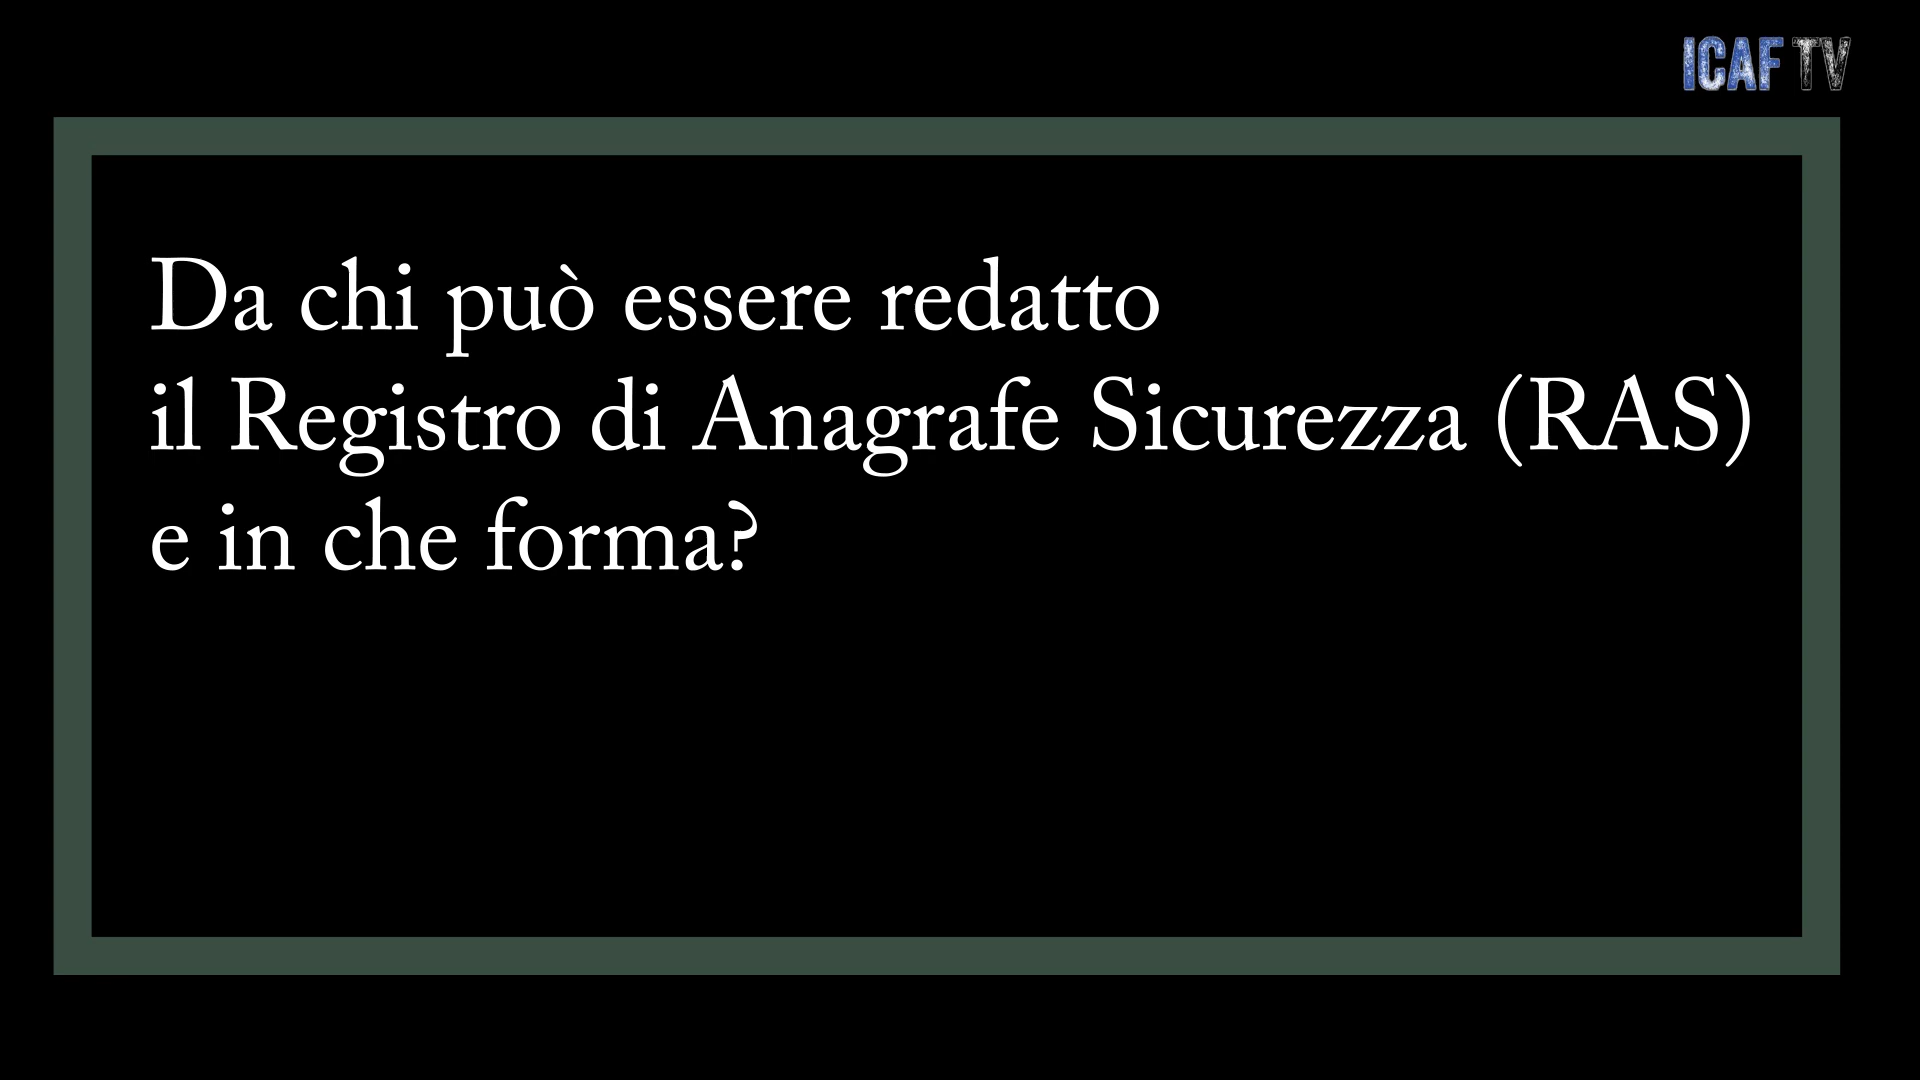 ICAF TV
Da chi può essere redatto
il Registro di Anagrafe Sicurezza (RAS)
e in che forma?